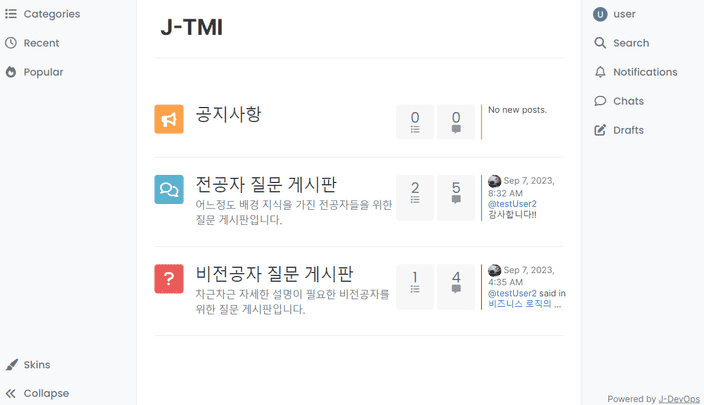 Categories
Recent
Popular
Skins
Collapse
J-TMI
공지사항
0
0
No new posts.
전공자 질문 게시판
어느정도 배경 지식을 가진 전공자들을 위한
질문 게시판입니다.
2
5
Sep 7, 2023,
8:32 AM
@testUser2
감사합니다!!
?
비전공자 질문 게시판
차근차근 자세한 설명이 필요한 비전공자를
위한 질문 게시판입니다.
1
4
Sep 7, 2023,
4:35 AM
@testUser2 said in
비즈니스 로직의 ...
U user
Search
Notifications
Chats
Drafts
Powered by J-DevOps